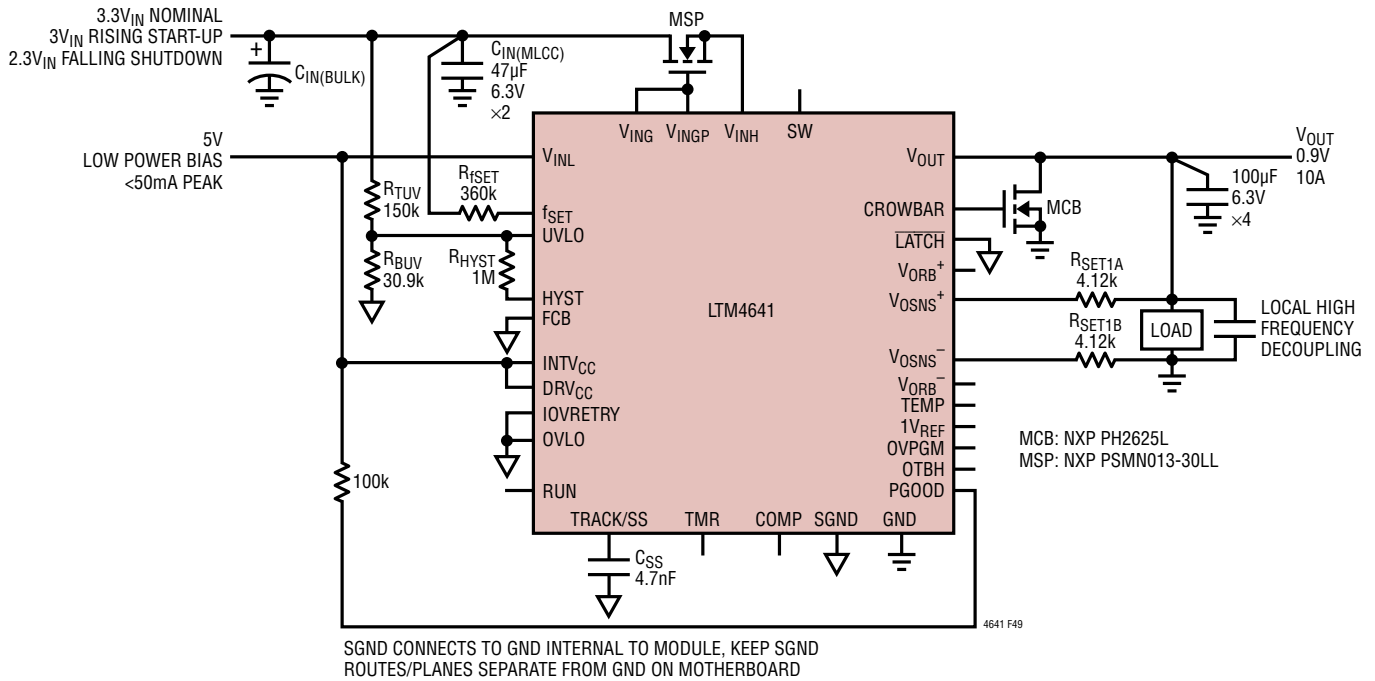 3.3VIN NOMINAL
3VIN RISING START-UP
2.3VIN FALLING SHUTDOWN
+
CIN(BULK)
CIN(MLCC)
47µF
6.3V
×2
MSP
VING
VINGP
VINH
SW
5V
LOW POWER BIAS
<50mA PEAK
VINL
RfSET
360k
fSET
RTUV
150k
UVLO
RBUV
30.9k
RHYST
1M
HYST
FCB
INTVCC
DRVCC
IOVRETRY
OVLO
100k
RUN
LTM4641
VOUT
VOUT
0.9V
10A
100µF
6.3V
×4
CROWBAR
MCB
LATCH
VORB+
VOSNS+
RSET1A
4.12k
LOAD
LOCAL HIGH
FREQUENCY
DECOUPLING
RSET1B
4.12k
VOSNS–
VORB–
TEMP
1VREF
OVPGM
OTBH
PGOOD
MCB: NXP PH2625L
MSP: NXP PSMN013-30LL
TRACK/SS
TMR
COMP
SGND
GND
CSS
4.7nF
4641 F49
SGND CONNECTS TO GND INTERNAL TO MODULE, KEEP SGND
ROUTES/PLANES SEPARATE FROM GND ON MOTHERBOARD